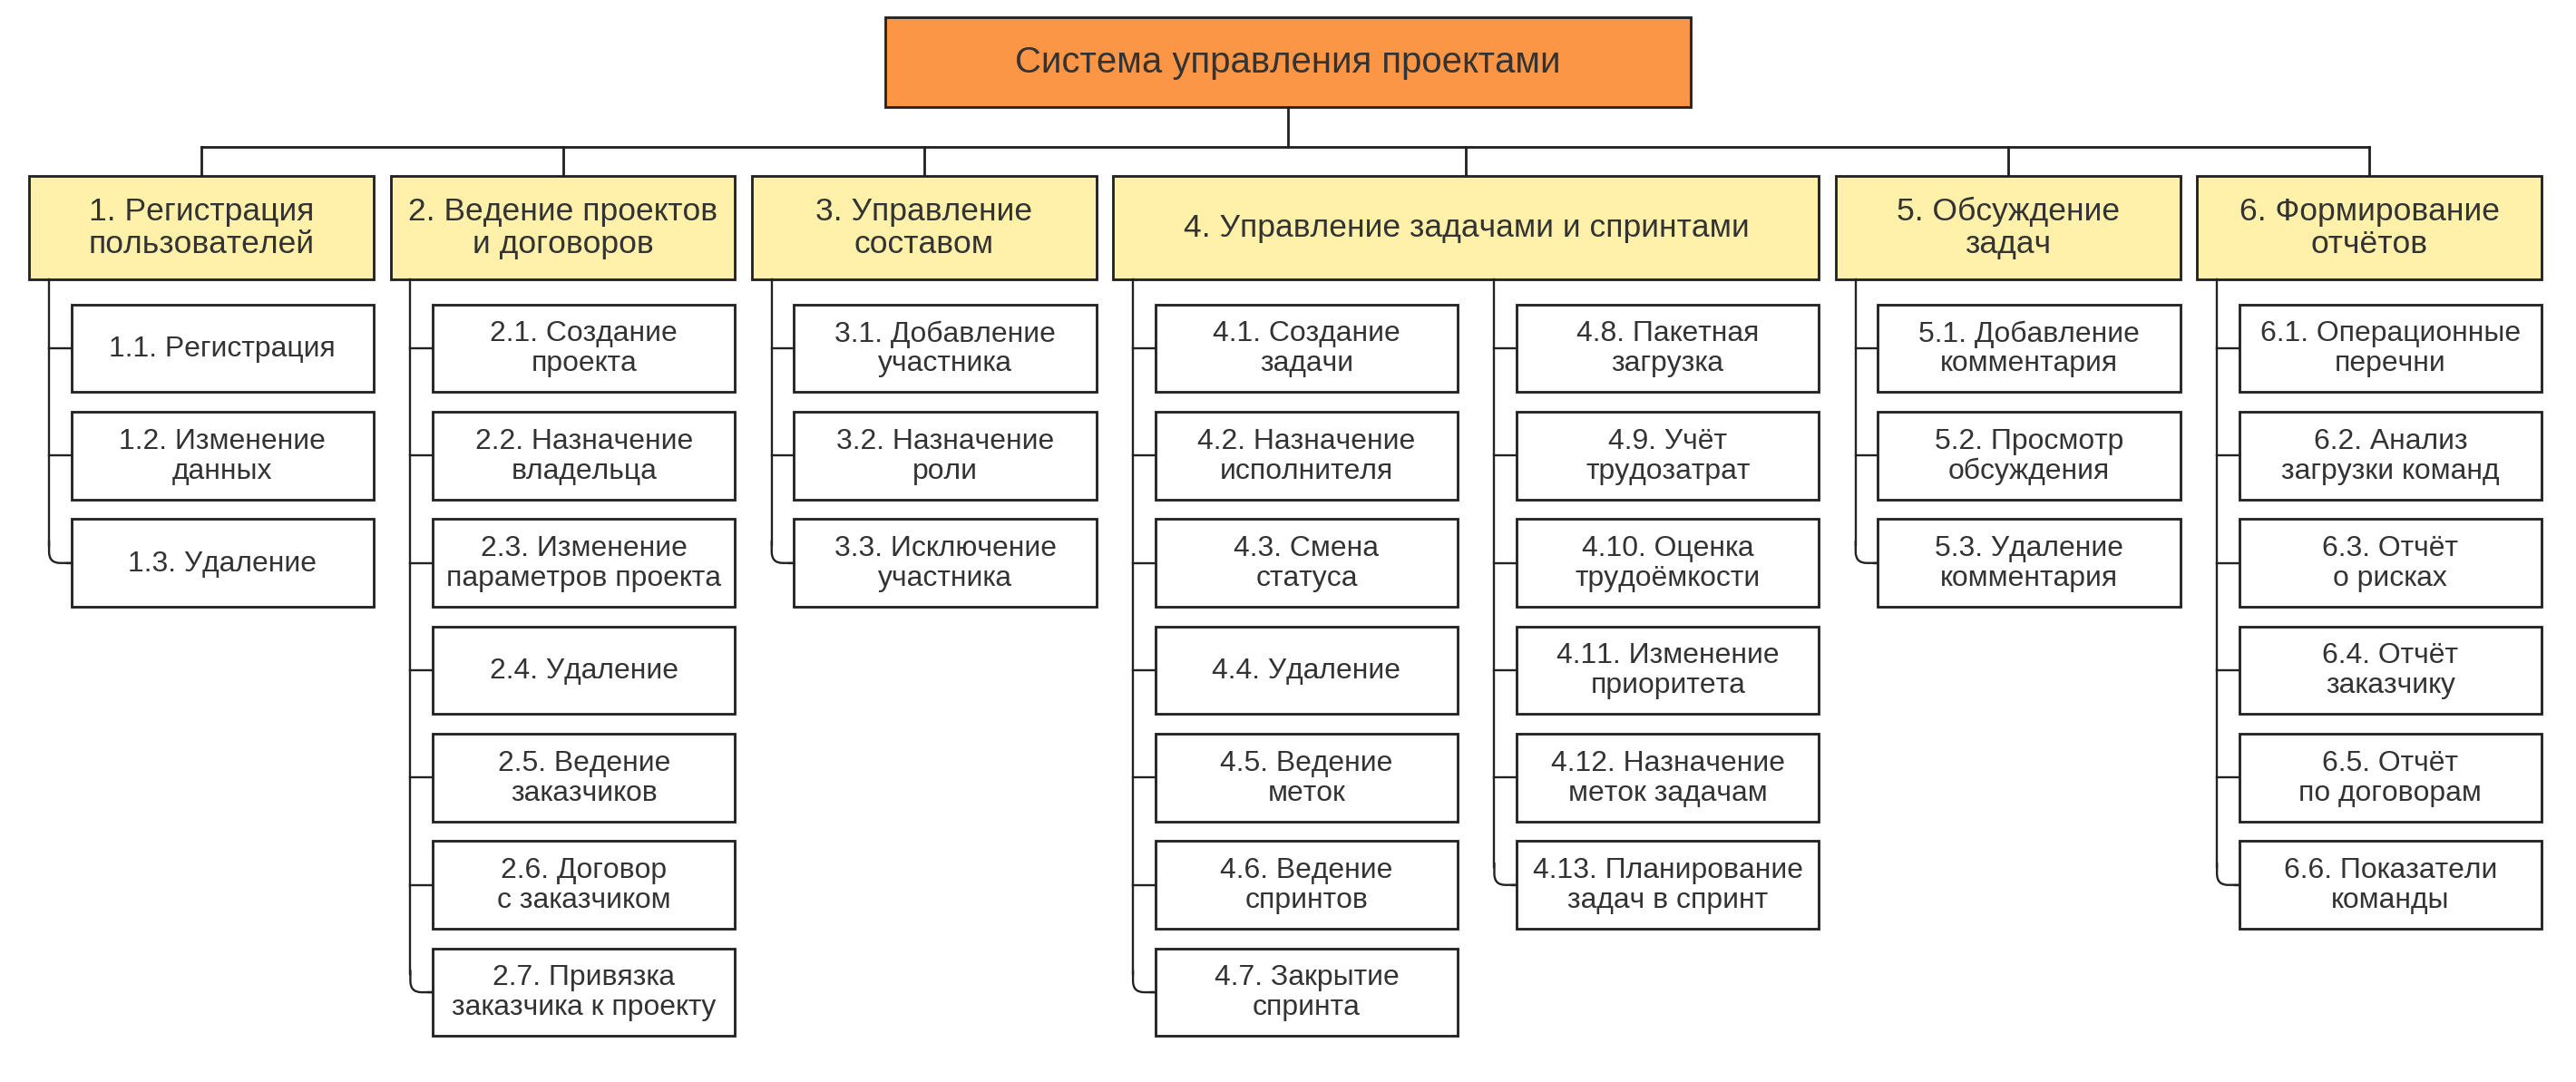 Система управления проектами
1. Регистрация
пользователей
1.1. Регистрация
1.2. Изменение
данных
1.3. Удаление
2. Ведение проектов
и договоров
2.1. Создание
проекта
2.2. Назначение
владельца
2.3. Изменение
параметров проекта
2.4. Удаление
2.5. Ведение
заказчиков
2.6. Договор
с заказчиком
2.7. Привязка
заказчика к проекту
3. Управление
составом
3.1. Добавление
участника
3.2. Назначение
роли
3.3. Исключение
участника
4. Управление задачами и спринтами
4.1. Создание
задачи
4.2. Назначение
исполнителя
4.3. Смена
статуса
4.4. Удаление
4.5. Ведение
меток
4.6. Ведение
спринтов
4.7. Закрытие
спринта
4.8. Пакетная
загрузка
4.9. Учёт
трудозатрат
4.10. Оценка
трудоёмкости
4.11. Изменение
приоритета
4.12. Назначение
меток задачам
4.13. Планирование
задач в спринт
5. Обсуждение
задач
5.1. Добавление
комментария
5.2. Просмотр
обсуждения
5.3. Удаление
комментария
6. Формирование
отчётов
6.1. Операционные
перечни
6.2. Анализ
загрузки команд
6.3. Отчёт
о рисках
6.4. Отчёт
заказчику
6.5. Отчёт
по договорам
6.6. Показатели
команды